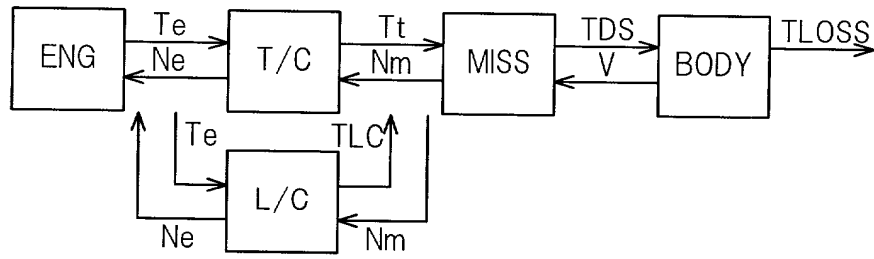 ENG
Te
Ne
T/C
Tt
Nm
MISS
TDS
V
BODY
TLOSS
Te
TLC
L/C
Ne
Nm